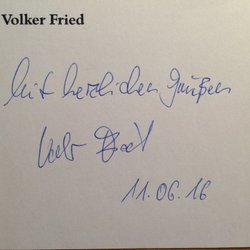 Volker Fried
Mit herzlichen Grüßen
11.06.16